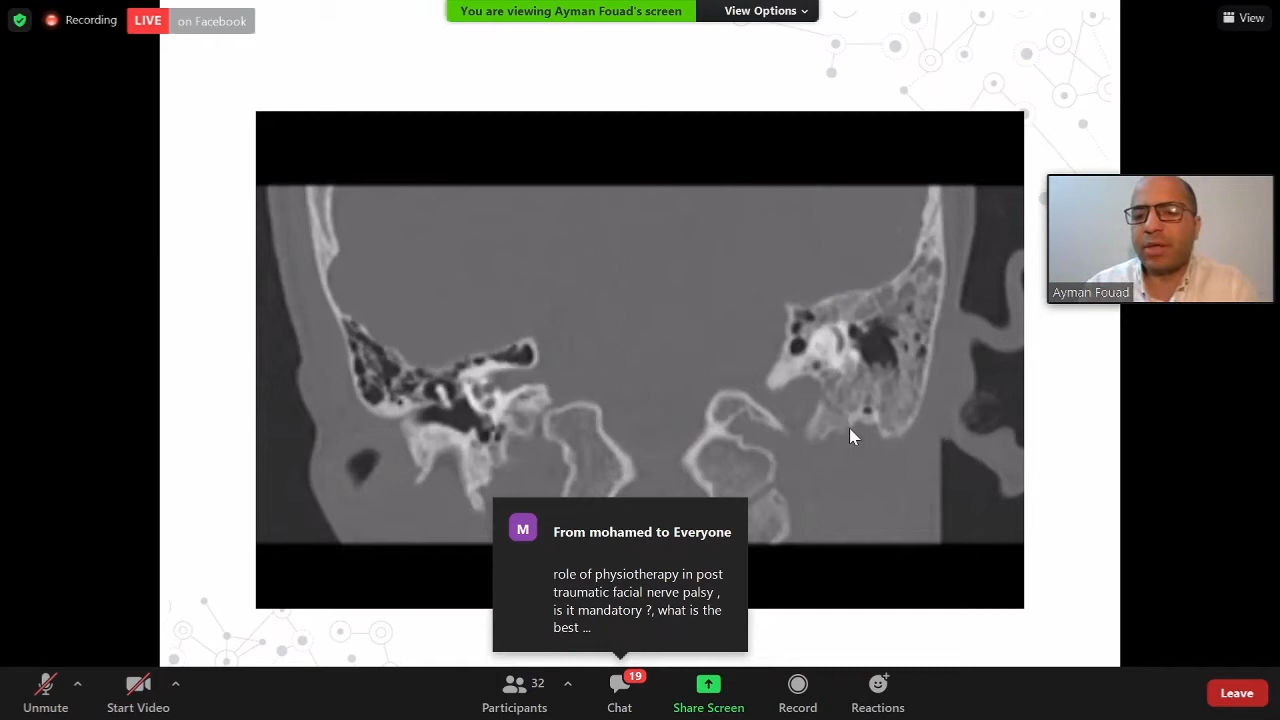 Recording
LIVE on Facebook
You are viewing Ayman Fouad's screen
View Options
View
Ayman Fouad
M
From mohamed to Everyone
role of physiotherapy in post
traumatic facial nerve palsy ,
is it mandatory ?, what is the
best ...
Unmute
Start Video
32
Participants
19
Chat
Share Screen
Record
Reactions
Leave